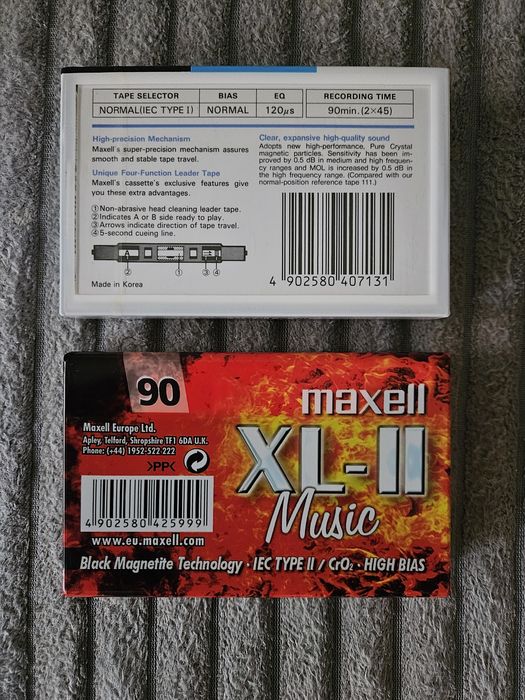 TAPE SELECTOR BIAS EQ RECORDING TIME
NORMAL(IEC TYPE I) NORMAL 120μs 90min. (2×45)
High-precision Mechanism
Maxell's super-precision mechanism assures
smooth and stable tape travel.
Unique Four-Function Leader Tape
Maxell's cassette's exclusive features give
you these extra advantages.
①Non-abrasive head cleaning leader tape.
②Indicates A or B side ready to play.
③Arrows indicate direction of tape travel.
④5-second cueing line.
A
② ① ③ ④
Made in Korea
Clear, expansive high-quality sound
Adopts new high-performance, Pure Crystal
magnetic particles. Sensitivity has been im-
proved by 0.5 dB in medium and high frequen-
cy ranges and MOL is increased by 0.5 dB in
the high frequency range. (Compared with our
normal-position reference tape 111.)
4 902580 407131
90
maxell
XL-II
Music
Maxell Europe Ltd.
Apley, Telford, Shropshire TF1 6DA U.K.
Phone: (+44) 1952-522 222
>PP<
4 902580 425999
www.eu.maxell.com
Black Magnetite Technology · IEC TYPE II / CrO₂ · HIGH BIAS